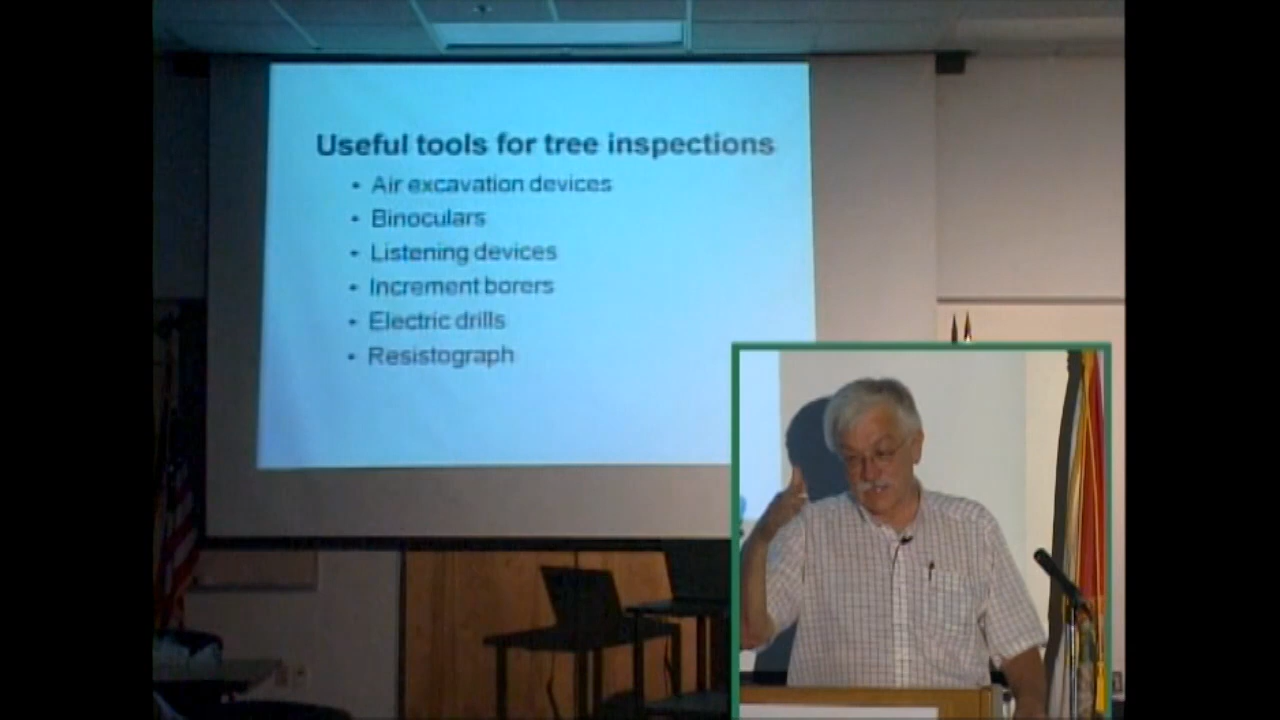 Useful tools for tree inspections
• Air excavation devices
• Binoculars
• Listening devices
• Increment borers
• Electric drills
• Resistograph